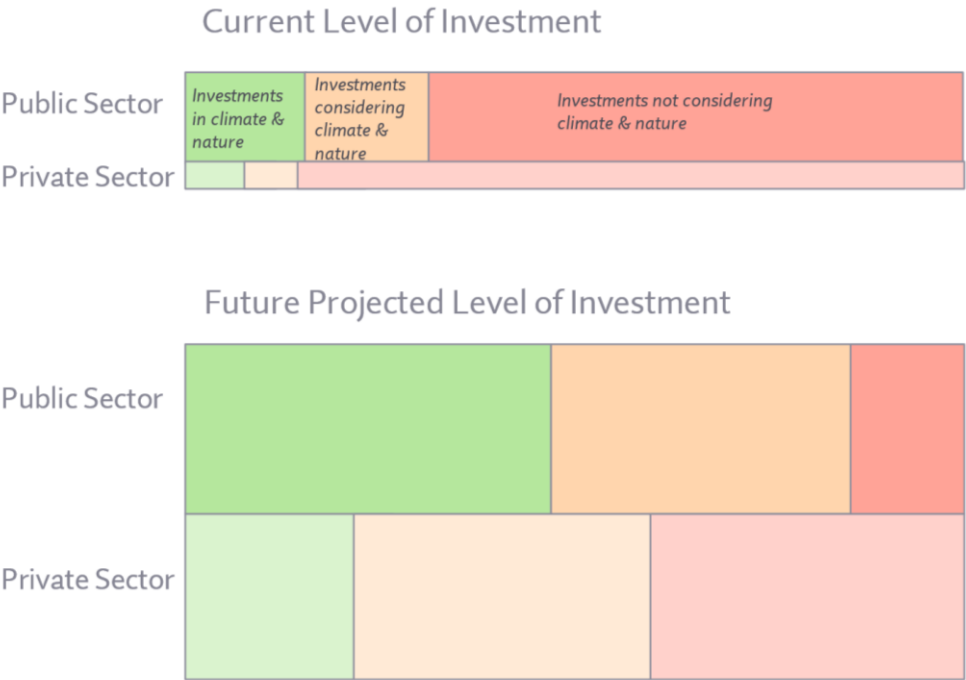 Current Level of Investment
Public Sector
Investments
in climate &
nature
Investments
considering
climate &
nature
Investments not considering
climate & nature
Private Sector
Future Projected Level of Investment
Public Sector
Private Sector